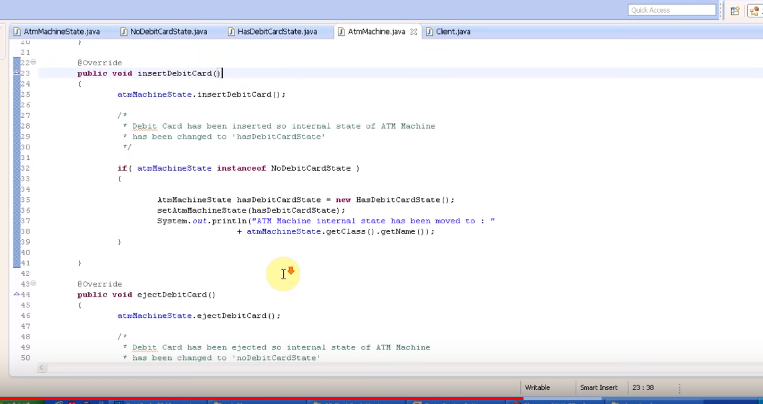 Quick Access
AtmMachineState.java NoDebitCardState.java HasDebitCardState.java AtmMachine.java Client.java
20 }
21
22 @Override
23 public void insertDebitCard()
24 {
25 atmMachineState.insertDebitCard();
26
27 /*
28 * Debit Card has been inserted so internal state of ATM Machine
29 * has been changed to 'hasDebitCardState'
30 */
31
32 if( atmMachineState instanceof NoDebitCardState )
33 {
34
35 AtmMachineState hasDebitCardState = new HasDebitCardState();
36 setAtmMachineState(hasDebitCardState);
37 System.out.println("ATM Machine internal state has been moved to : "
38 + atmMachineState.getClass().getName());
39 }
40
41 }
42
43 @Override
44 public void ejectDebitCard()
45 {
46 atmMachineState.ejectDebitCard();
47
48 /*
49 * Debit Card has been ejected so internal state of ATM Machine
50 * has been changed to 'noDebitCardState'
Writable Smart Insert 23 : 38